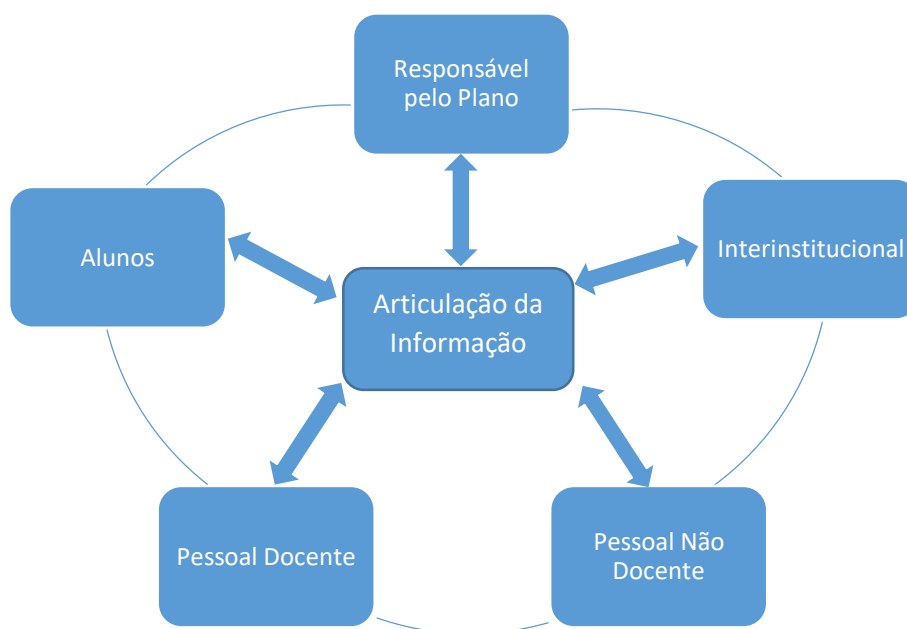 Responsável
pelo Plano
Alunos
Interinstitucional
Articulação da
Informação
Pessoal Docente
Pessoal Não
Docente